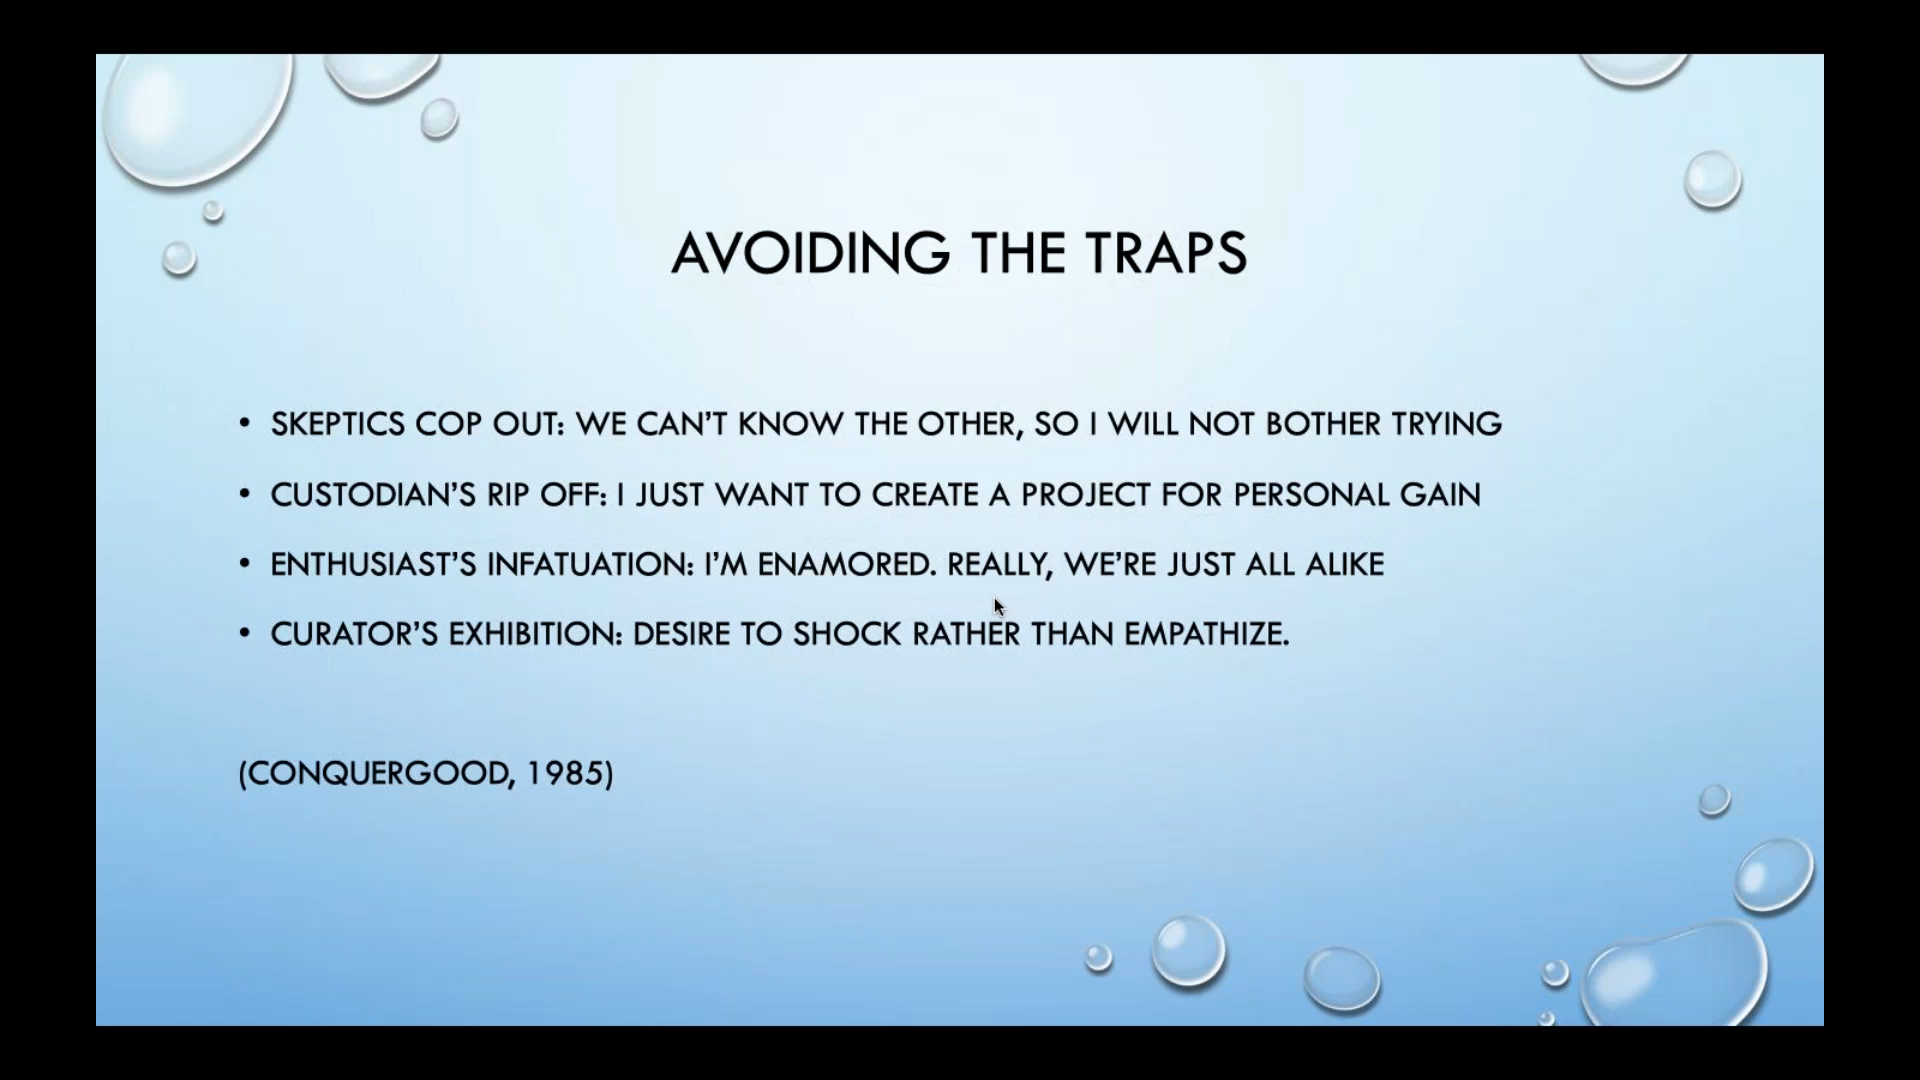 AVOIDING THE TRAPS
• SKEPTICS COP OUT: WE CAN’T KNOW THE OTHER, SO I WILL NOT BOTHER TRYING
• CUSTODIAN’S RIP OFF: I JUST WANT TO CREATE A PROJECT FOR PERSONAL GAIN
• ENTHUSIAST’S INFATUATION: I’M ENAMORED. REALLY, WE’RE JUST ALL ALIKE
• CURATOR’S EXHIBITION: DESIRE TO SHOCK RATHER THAN EMPATHIZE.
(CONQUERGOOD, 1985)